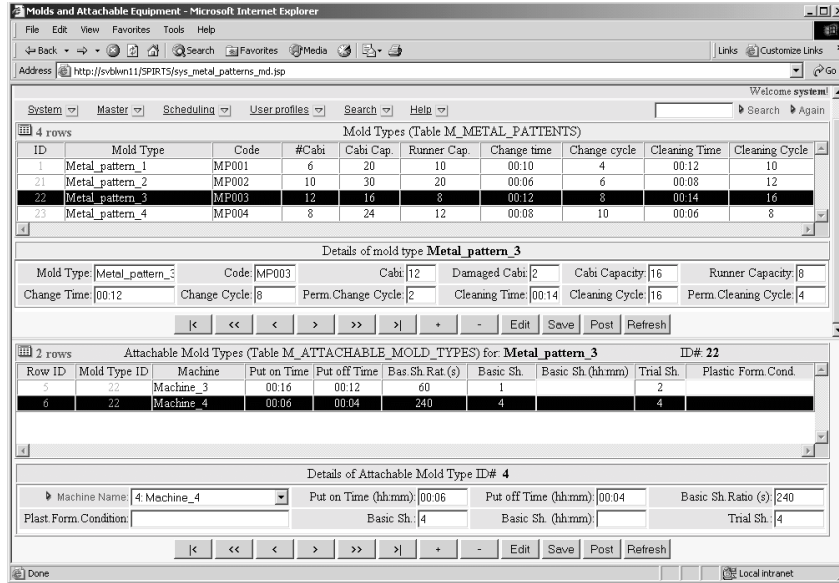 Molds and Attachable Equipment - Microsoft Internet Explorer
File Edit View Favorites Tools Help
Back Search Favorites Media Links Customize Links
Address http://svblwn11/SPIRTS/sys_metal_patterns_md.jsp Go
Welcome system!
System Master Scheduling User profiles Search Help Search Again
4 rows Mold Types (Table M_METAL_PATTENTS)
ID Mold Type Code #Cabi Cabi Cap. Runner Cap. Change time Change cycle Cleaning Time Cleaning Cycle
1 Metal_pattern_1 MP001 6 20 10 00:10 4 00:12 10
21 Metal_pattern_2 MP002 10 30 20 00:06 6 00:08 12
22 Metal_pattern_3 MP003 12 16 8 00:12 8 00:14 16
23 Metal_pattern_4 MP004 8 24 12 00:08 10 00:06 8
Details of mold type Metal_pattern_3
Mold Type: Metal_pattern_3 Code: MP003 Cabi: 12 Damaged Cabi: 2 Cabi Capacity: 16 Runner Capacity: 8
Change Time: 00:12 Change Cycle: 8 Perm.Change Cycle: 2 Cleaning Time: 00:14 Cleaning Cycle: 16 Perm.Cleaning Cycle: 4
|< << < > >> >| + - Edit Save Post Refresh
2 rows Attachable Mold Types (Table M_ATTACHABLE_MOLD_TYPES) for: Metal_pattern_3 ID#: 22
Row ID Mold Type ID Machine Put on Time Put off Time Bas.Sh.Rat.(s) Basic Sh. Basic Sh.(hh:mm) Trial Sh. Plastic Form.Cond.
5 22 Machine_3 00:16 00:12 60 1 2
6 22 Machine_4 00:06 00:04 240 4 4
Details of Attachable Mold Type ID# 4
Machine Name: 4: Machine_4 Put on Time (hh:mm): 00:06 Put off Time (hh:mm): 00:04 Basic Sh.Ratio (s): 240
Plast.Form.Condition: Basic Sh.: 4 Basic Sh. (hh:mm): Trial Sh.: 4
|< << < > >> >| + - Edit Save Post Refresh
Done Local intranet